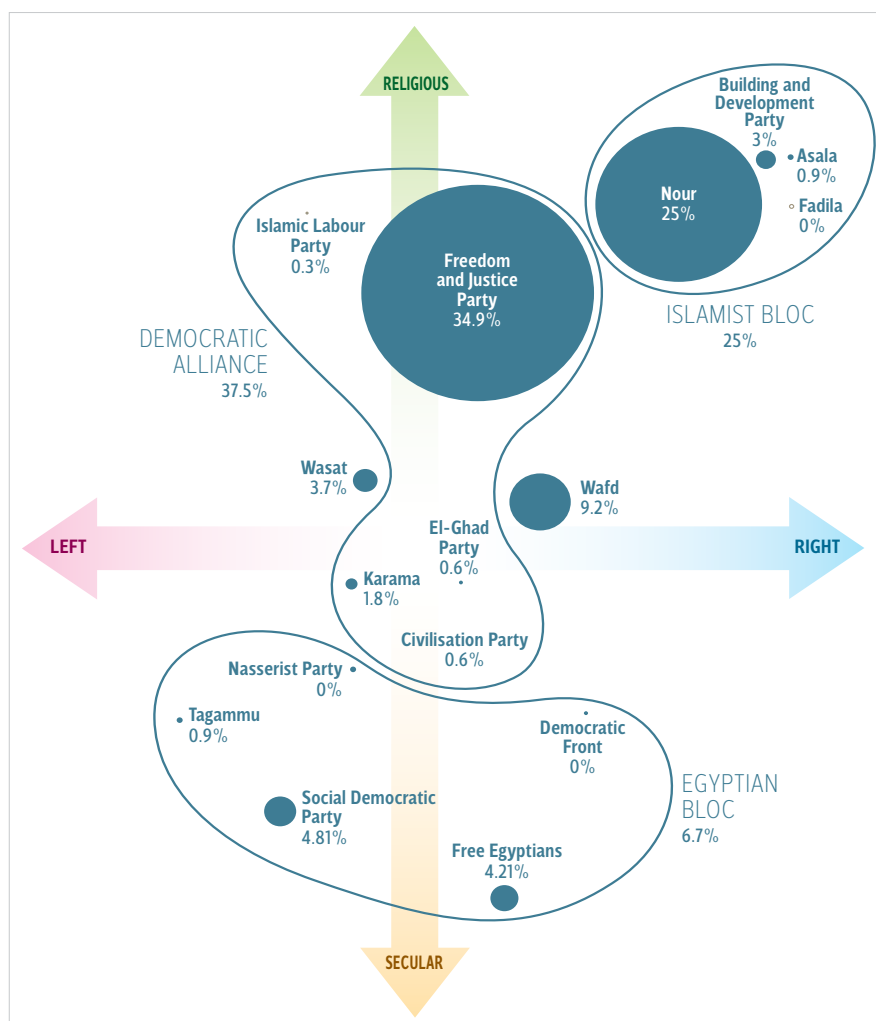 RELIGIOUS
Building and
Development
Party
3%
Asala
0.9%
Nour
25%
Fadila
0%
ISLAMIST BLOC
25%
Islamic Labour
Party
0.3%
Freedom
and Justice
Party
34.9%
DEMOCRATIC
ALLIANCE
37.5%
Wasat
3.7%
Wafd
9.2%
LEFT
El-Ghad
Party
0.6%
RIGHT
Karama
1.8%
Civilisation Party
0.6%
Nasserist Party
0%
Tagammu
0.9%
Democratic
Front
0%
EGYPTIAN
BLOC
6.7%
Social Democratic
Party
4.81%
Free Egyptians
4.21%
SECULAR